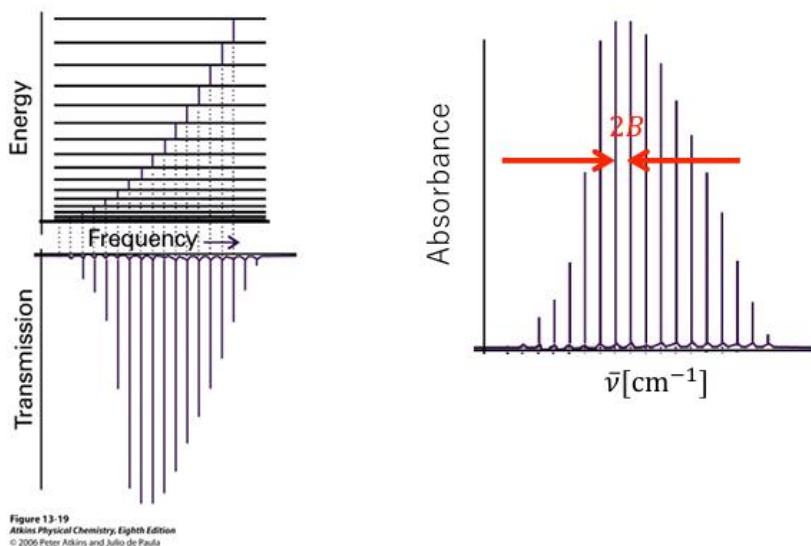 Energy
Frequency
Transmission
Figure 13-19
Atkins Physical Chemistry, Eighth Edition
© 2006 Peter Atkins and Julio de Paula
2B
Absorbance
ν̄[cm⁻¹]